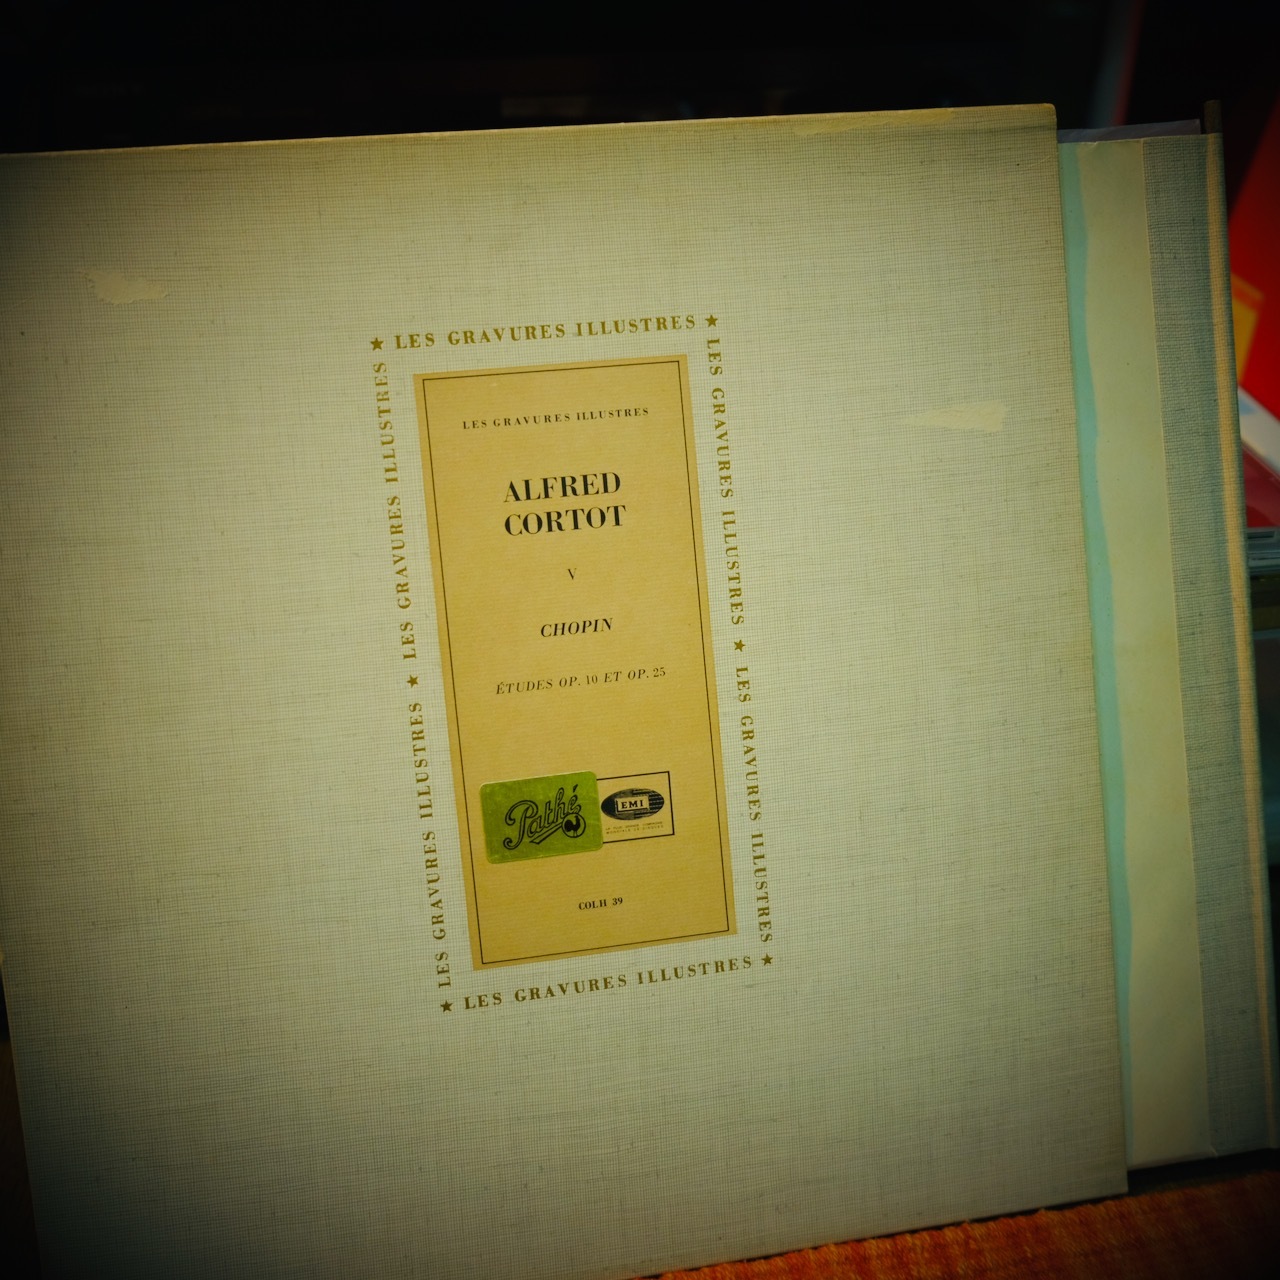 ★ LES GRAVURES ILLUSTRES ★
LES GRAVURES ILLUSTRES ★ LES GRAVURES ILLUSTRES
LES GRAVURES ILLUSTRES ★ LES GRAVURES ILLUSTRES
LES GRAVURES ILLUSTRES
ALFRED
CORTOT
V
CHOPIN
ÉTUDES OP. 10 ET OP. 25
Pathé
EMI
COLH 39
★ LES GRAVURES ILLUSTRES ★